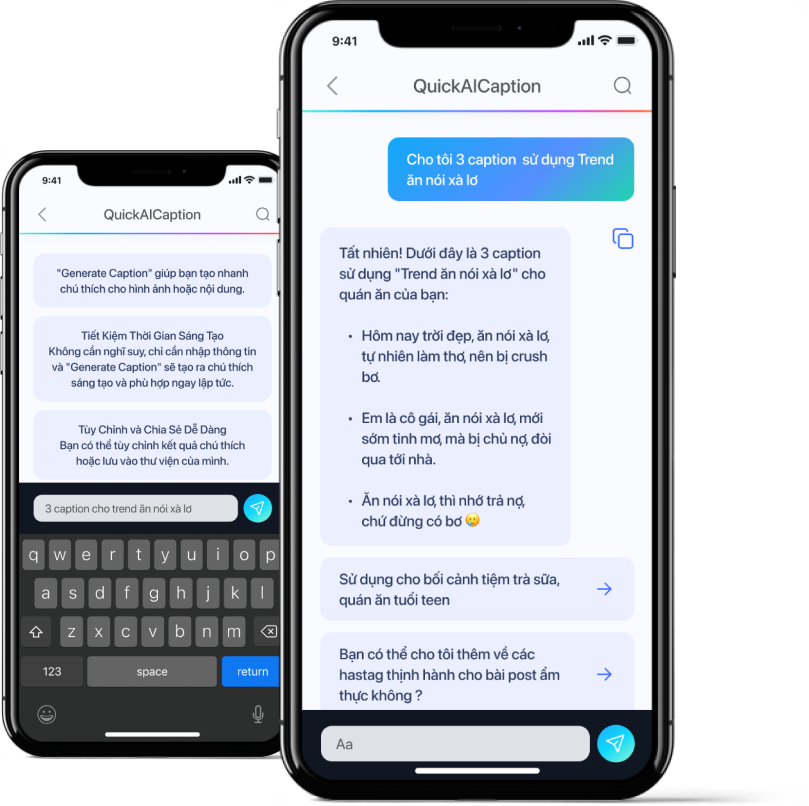 9:41
QuickAICaption
"Generate Caption" giúp bạn tạo nhanh
chú thích cho hình ảnh hoặc nội dung.
Tiết Kiệm Thời Gian Sáng Tạo
Không cần nghĩ suy, chỉ cần nhập thông tin
và "Generate Caption" sẽ tạo ra chú thích
sáng tạo và phù hợp ngay lập tức.
Tùy Chỉnh và Chia Sẻ Dễ Dàng
Bạn có thể tùy chỉnh kết quả chú thích
hoặc lưu vào thư viện của mình.
3 caption cho trend ăn nói xà lơ
q w e r t y u i o p
a s d f g h j k l
z x c v b n m
123 space return
9:41
QuickAICaption
Cho tôi 3 caption sử dụng Trend
ăn nói xà lơ
Tất nhiên! Dưới đây là 3 caption
sử dụng "Trend ăn nói xà lơ" cho
quán ăn của bạn:
• Hôm nay trời đẹp, ăn nói xà lơ,
tự nhiên làm thơ, nên bị crush
bơ.
• Em là cô gái, ăn nói xà lơ, mới
sớm tinh mơ, mà bị chủ nợ, đòi
qua tới nhà.
• Ăn nói xà lơ, thì nhớ trả nợ,
chứ đừng có bơ 🥲
Sử dụng cho bối cảnh tiệm trà sữa,
quán ăn tuổi teen
Bạn có thể cho tôi thêm về các
hastag thịnh hành cho bài post ẩm
thực không ?
Aa